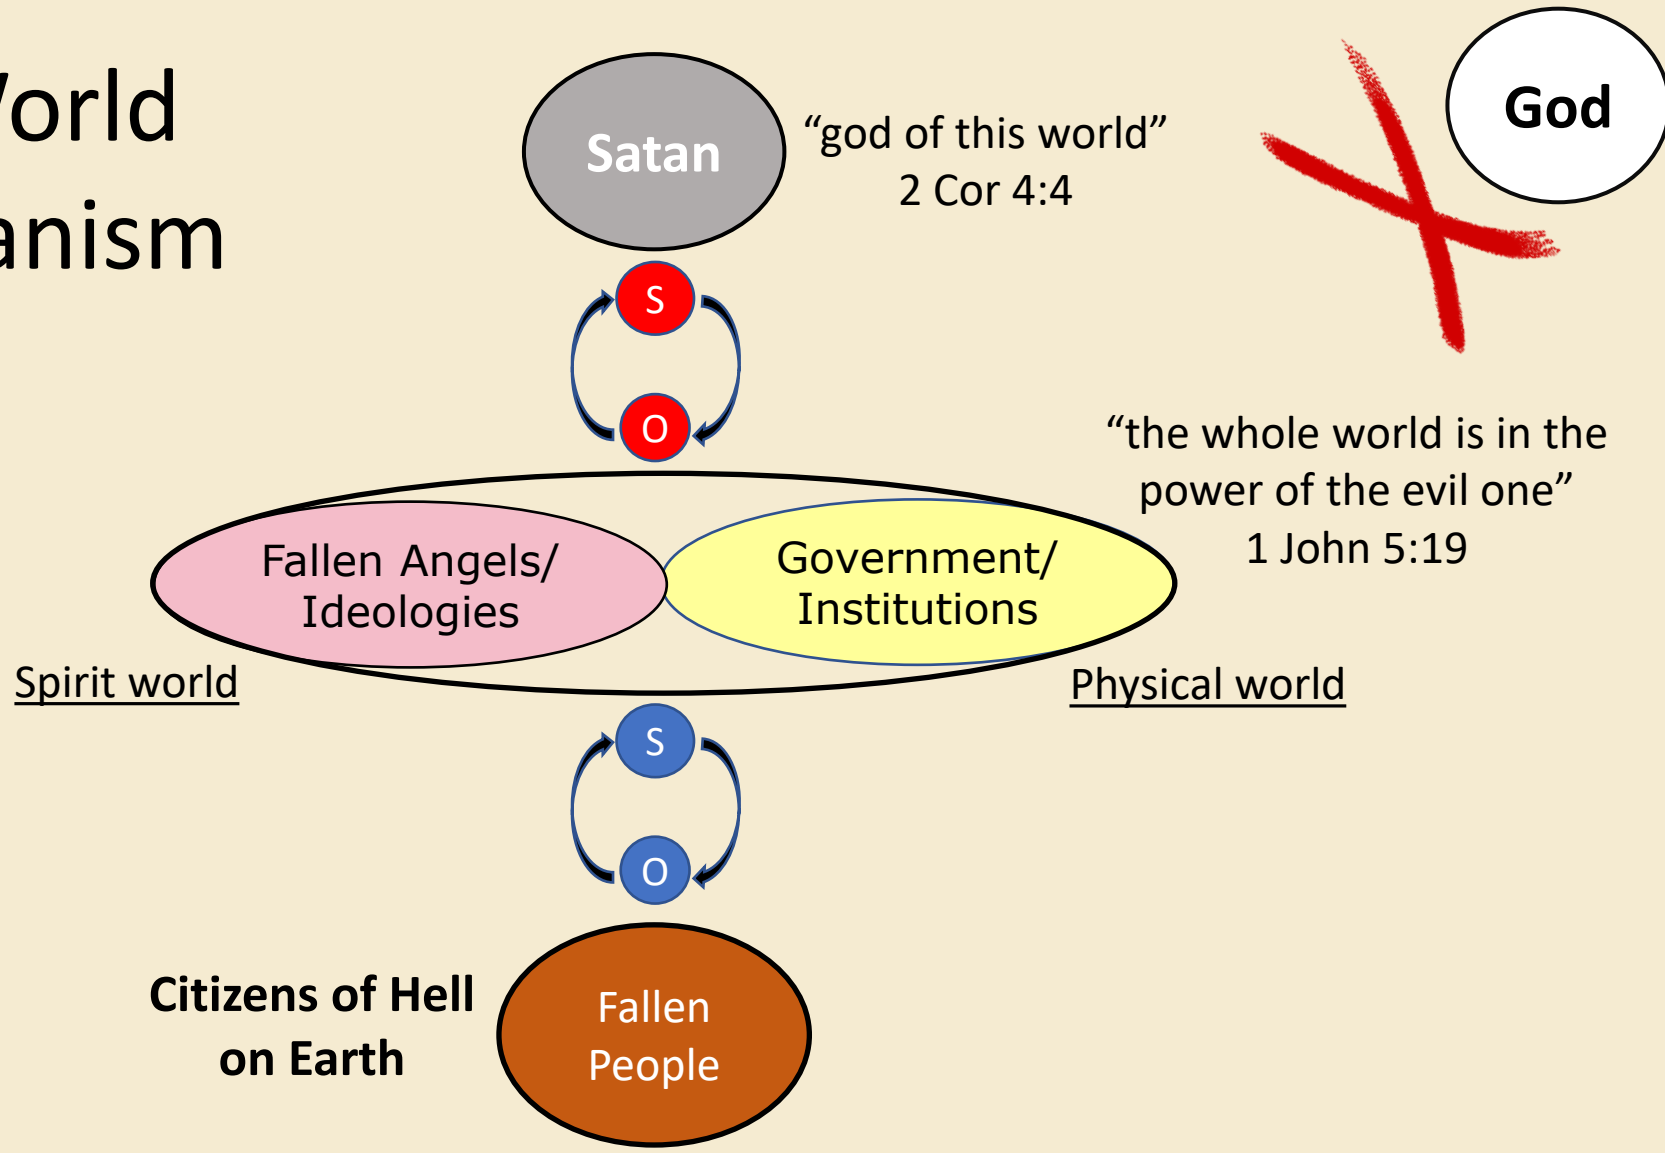 orld
anism
Satan
“god of this world”
2 Cor 4:4
God
S
O
“the whole world is in the
power of the evil one”
1 John 5:19
Fallen Angels/
Ideologies
Government/
Institutions
Spirit world
Physical world
S
O
Citizens of Hell
on Earth
Fallen
People